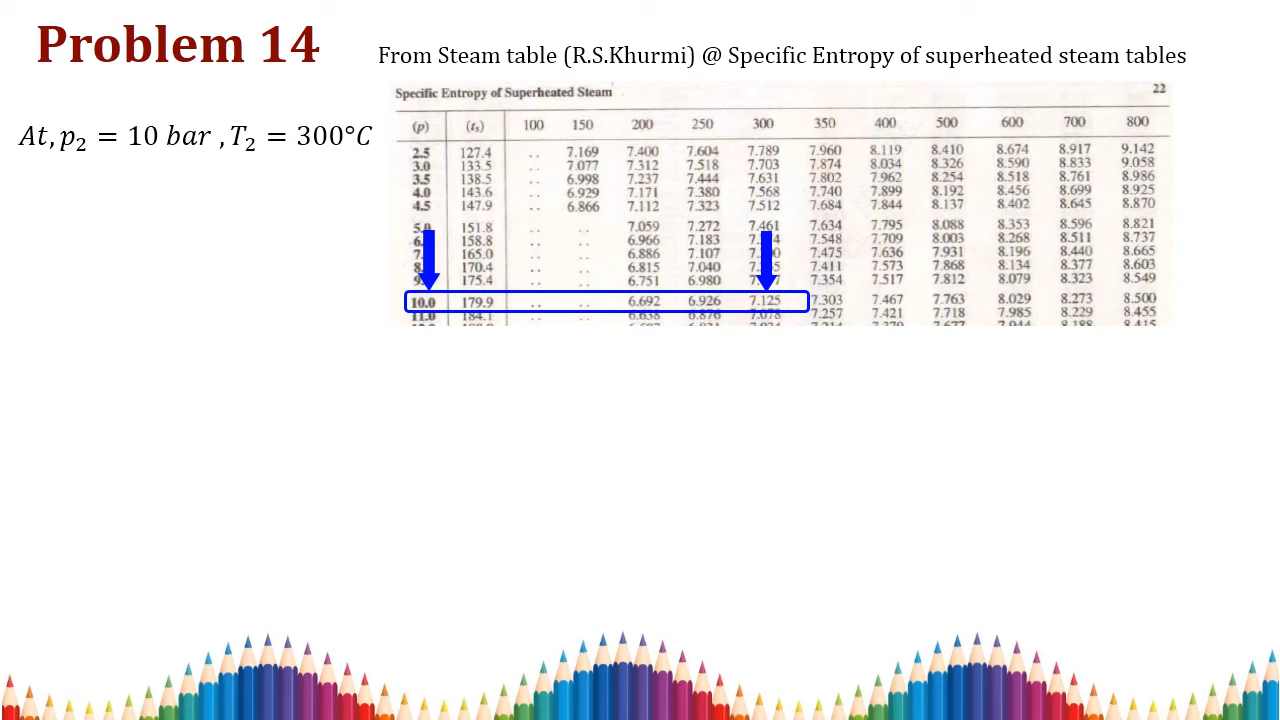 Problem 14
From Steam table (R.S.Khurmi) @ Specific Entropy of superheated steam tables
Specific Entropy of Superheated Steam 22
At, p₂ = 10 bar , T₂ = 300°C
(p) (tₛ) 100 150 200 250 300 350 400 500 600 700 800
2.5 127.4 . . 7.169 7.400 7.604 7.789 7.960 8.119 8.410 8.674 8.917 9.142
3.0 133.5 . . 7.077 7.312 7.518 7.703 7.874 8.034 8.326 8.590 8.833 9.058
3.5 138.5 . . 6.998 7.237 7.444 7.631 7.802 7.962 8.254 8.518 8.761 8.986
4.0 143.6 . . 6.929 7.171 7.380 7.568 7.740 7.899 8.192 8.456 8.699 8.925
4.5 147.9 . . 6.866 7.112 7.323 7.512 7.684 7.844 8.137 8.402 8.645 8.870
151.8 . . . . 7.059 7.272 7.461 7.634 7.795 8.088 8.353 8.596 8.821
158.8 . . . . 6.966 7.183 7.548 7.709 8.003 8.268 8.511 8.737
165.0 . . . . 6.886 7.107 7.475 7.636 7.931 8.196 8.440 8.665
170.4 . . . . 6.815 7.040 7.411 7.573 7.868 8.134 8.377 8.603
175.4 . . . . 6.751 6.980 7.354 7.517 7.812 8.079 8.323 8.549
10.0 179.9 . . . . 6.692 6.926 7.125 7.303 7.467 7.763 8.029 8.273 8.500
11.0 184.1 . . . . 6.638 6.876 7.078 7.257 7.421 7.718 7.985 8.229 8.455